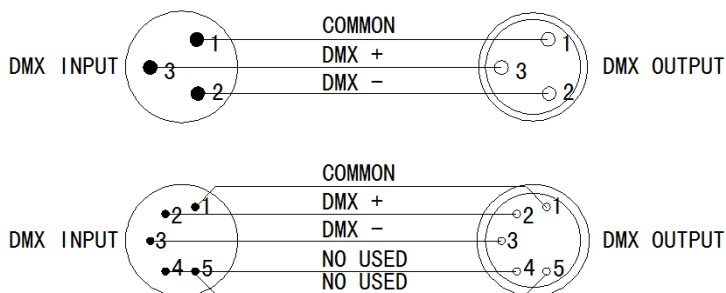 COMMON
1 1
DMX +
DMX INPUT 3 3 DMX OUTPUT
DMX -
2 2
COMMON
1 1
DMX +
2 2
DMX -
DMX INPUT 3 3 DMX OUTPUT
NO USED
4 5 4 5
NO USED